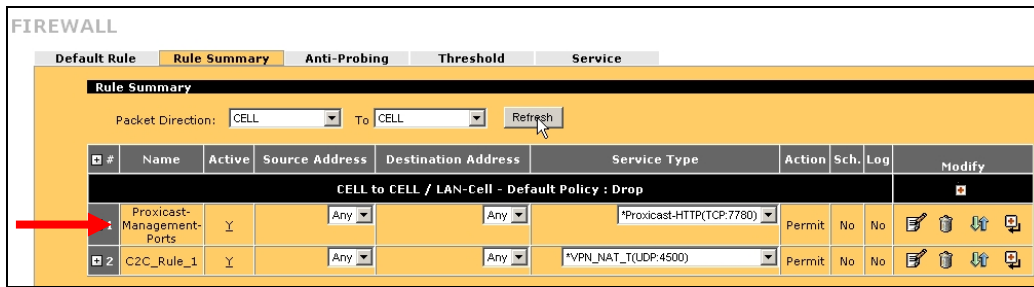 FIREWALL
Default Rule Rule Summary Anti-Probing Threshold Service
Rule Summary
Packet Direction: CELL To CELL Refresh
# Name Active Source Address Destination Address Service Type Action Sch. Log Modify
CELL to CELL / LAN-Cell - Default Policy : Drop
Proxicast-
Management-
Ports Y Any Any *Proxicast-HTTP(TCP:7780) Permit No No
2 C2C_Rule_1 Y Any Any *VPN_NAT_T(UDP:4500) Permit No No